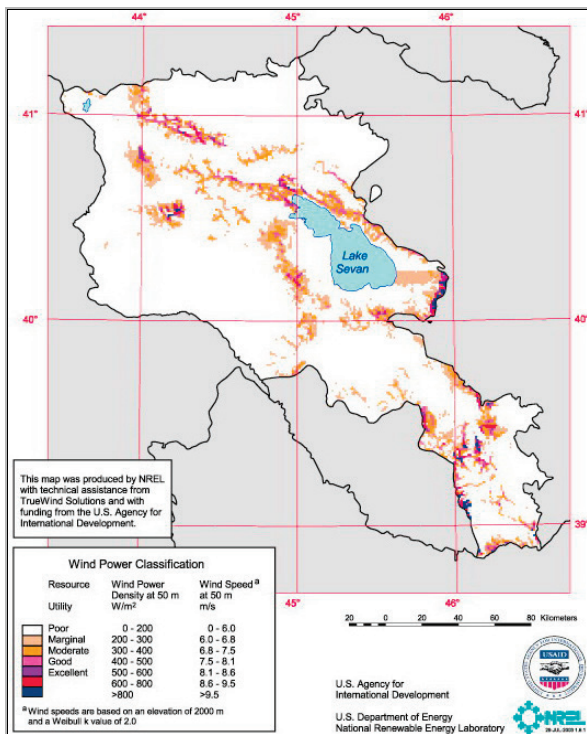 44° 45° 46°
41° 41°
Lake
Sevan
40° 40°
39°
45° 46°
This map was produced by NREL
with technical assistance from
TrueWind Solutions and with
funding from the U.S. Agency for
International Development.
Wind Power Classification
Resource Wind Power Wind Speed a
Density at 50 m at 50 m
Utility W/m² m/s
Poor 0 - 200 0 - 6.0
Marginal 200 - 300 6.0 - 6.8
Moderate 300 - 400 6.8 - 7.5
Good 400 - 500 7.5 - 8.1
Excellent 500 - 600 8.1 - 8.6
600 - 800 8.6 - 9.5
>800 >9.5
a Wind speeds are based on an elevation of 2000 m
and a Weibull k value of 2.0
20 0 20 40 60 80 Kilometers
U.S. Agency for
International Development
USAID
U.S. Department of Energy
National Renewable Energy Laboratory
NREL